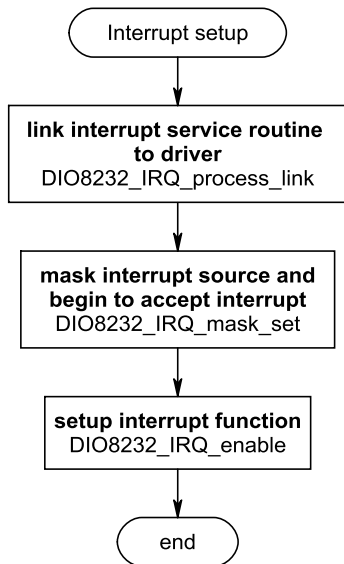 Interrupt setup
link interrupt service routine
to driver
DIO8232_IRQ_process_link
mask interrupt source and
begin to accept interrupt
DIO8232_IRQ_mask_set
setup interrupt function
DIO8232_IRQ_enable
end